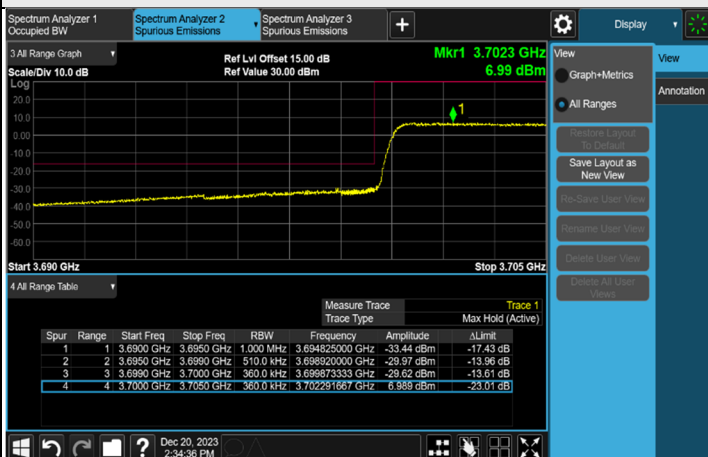 Spectrum Analyzer 1
Occupied BW
Spectrum Analyzer 2
Spurious Emissions
Spectrum Analyzer 3
Spurious Emissions
Display
3 All Range Graph
Scale/Div 10.0 dB
Ref Lvl Offset 15.00 dB
Ref Value 30.00 dBm
Mkr1 3.7023 GHz
6.99 dBm
Log
20.0
10.0
0.00
-10.0
-20.0
-30.0
-40.0
-50.0
-60.0
1
Start 3.690 GHz
Stop 3.705 GHz
4 All Range Table
Measure Trace Trace 1
Trace Type Max Hold (Active)
Spur Range Start Freq Stop Freq RBW Frequency Amplitude ΔLimit
1 1 3.6900 GHz 3.6950 GHz 1.000 MHz 3.694825000 GHz -33.44 dBm -17.43 dB
2 2 3.6950 GHz 3.6990 GHz 510.0 kHz 3.698920000 GHz -29.97 dBm -13.96 dB
3 3 3.6990 GHz 3.7000 GHz 360.0 kHz 3.699873333 GHz -29.62 dBm -13.61 dB
4 4 3.7000 GHz 3.7050 GHz 360.0 kHz 3.702291667 GHz 6.989 dBm -23.01 dB
View
Graph+Metrics
All Ranges
Restore Layout
To Default
Save Layout as
New View
Re-Save User View
Rename User View
Delete User View
Delete All User
Views
View
Annotation
?
Dec 20, 2023
2:34:36 PM